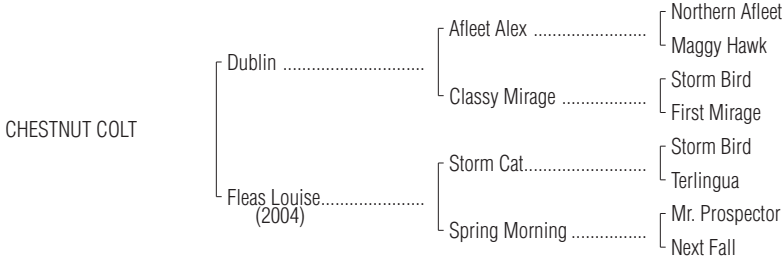 Northern Afleet
Afleet Alex ........................
Maggy Hawk
Dublin ..............................
Storm Bird
Classy Mirage ..................
First Mirage
CHESTNUT COLT
Storm Bird
Storm Cat..........................
Terlingua
Fleas Louise......................
(2004)
Mr. Prospector
Spring Morning ................
Next Fall